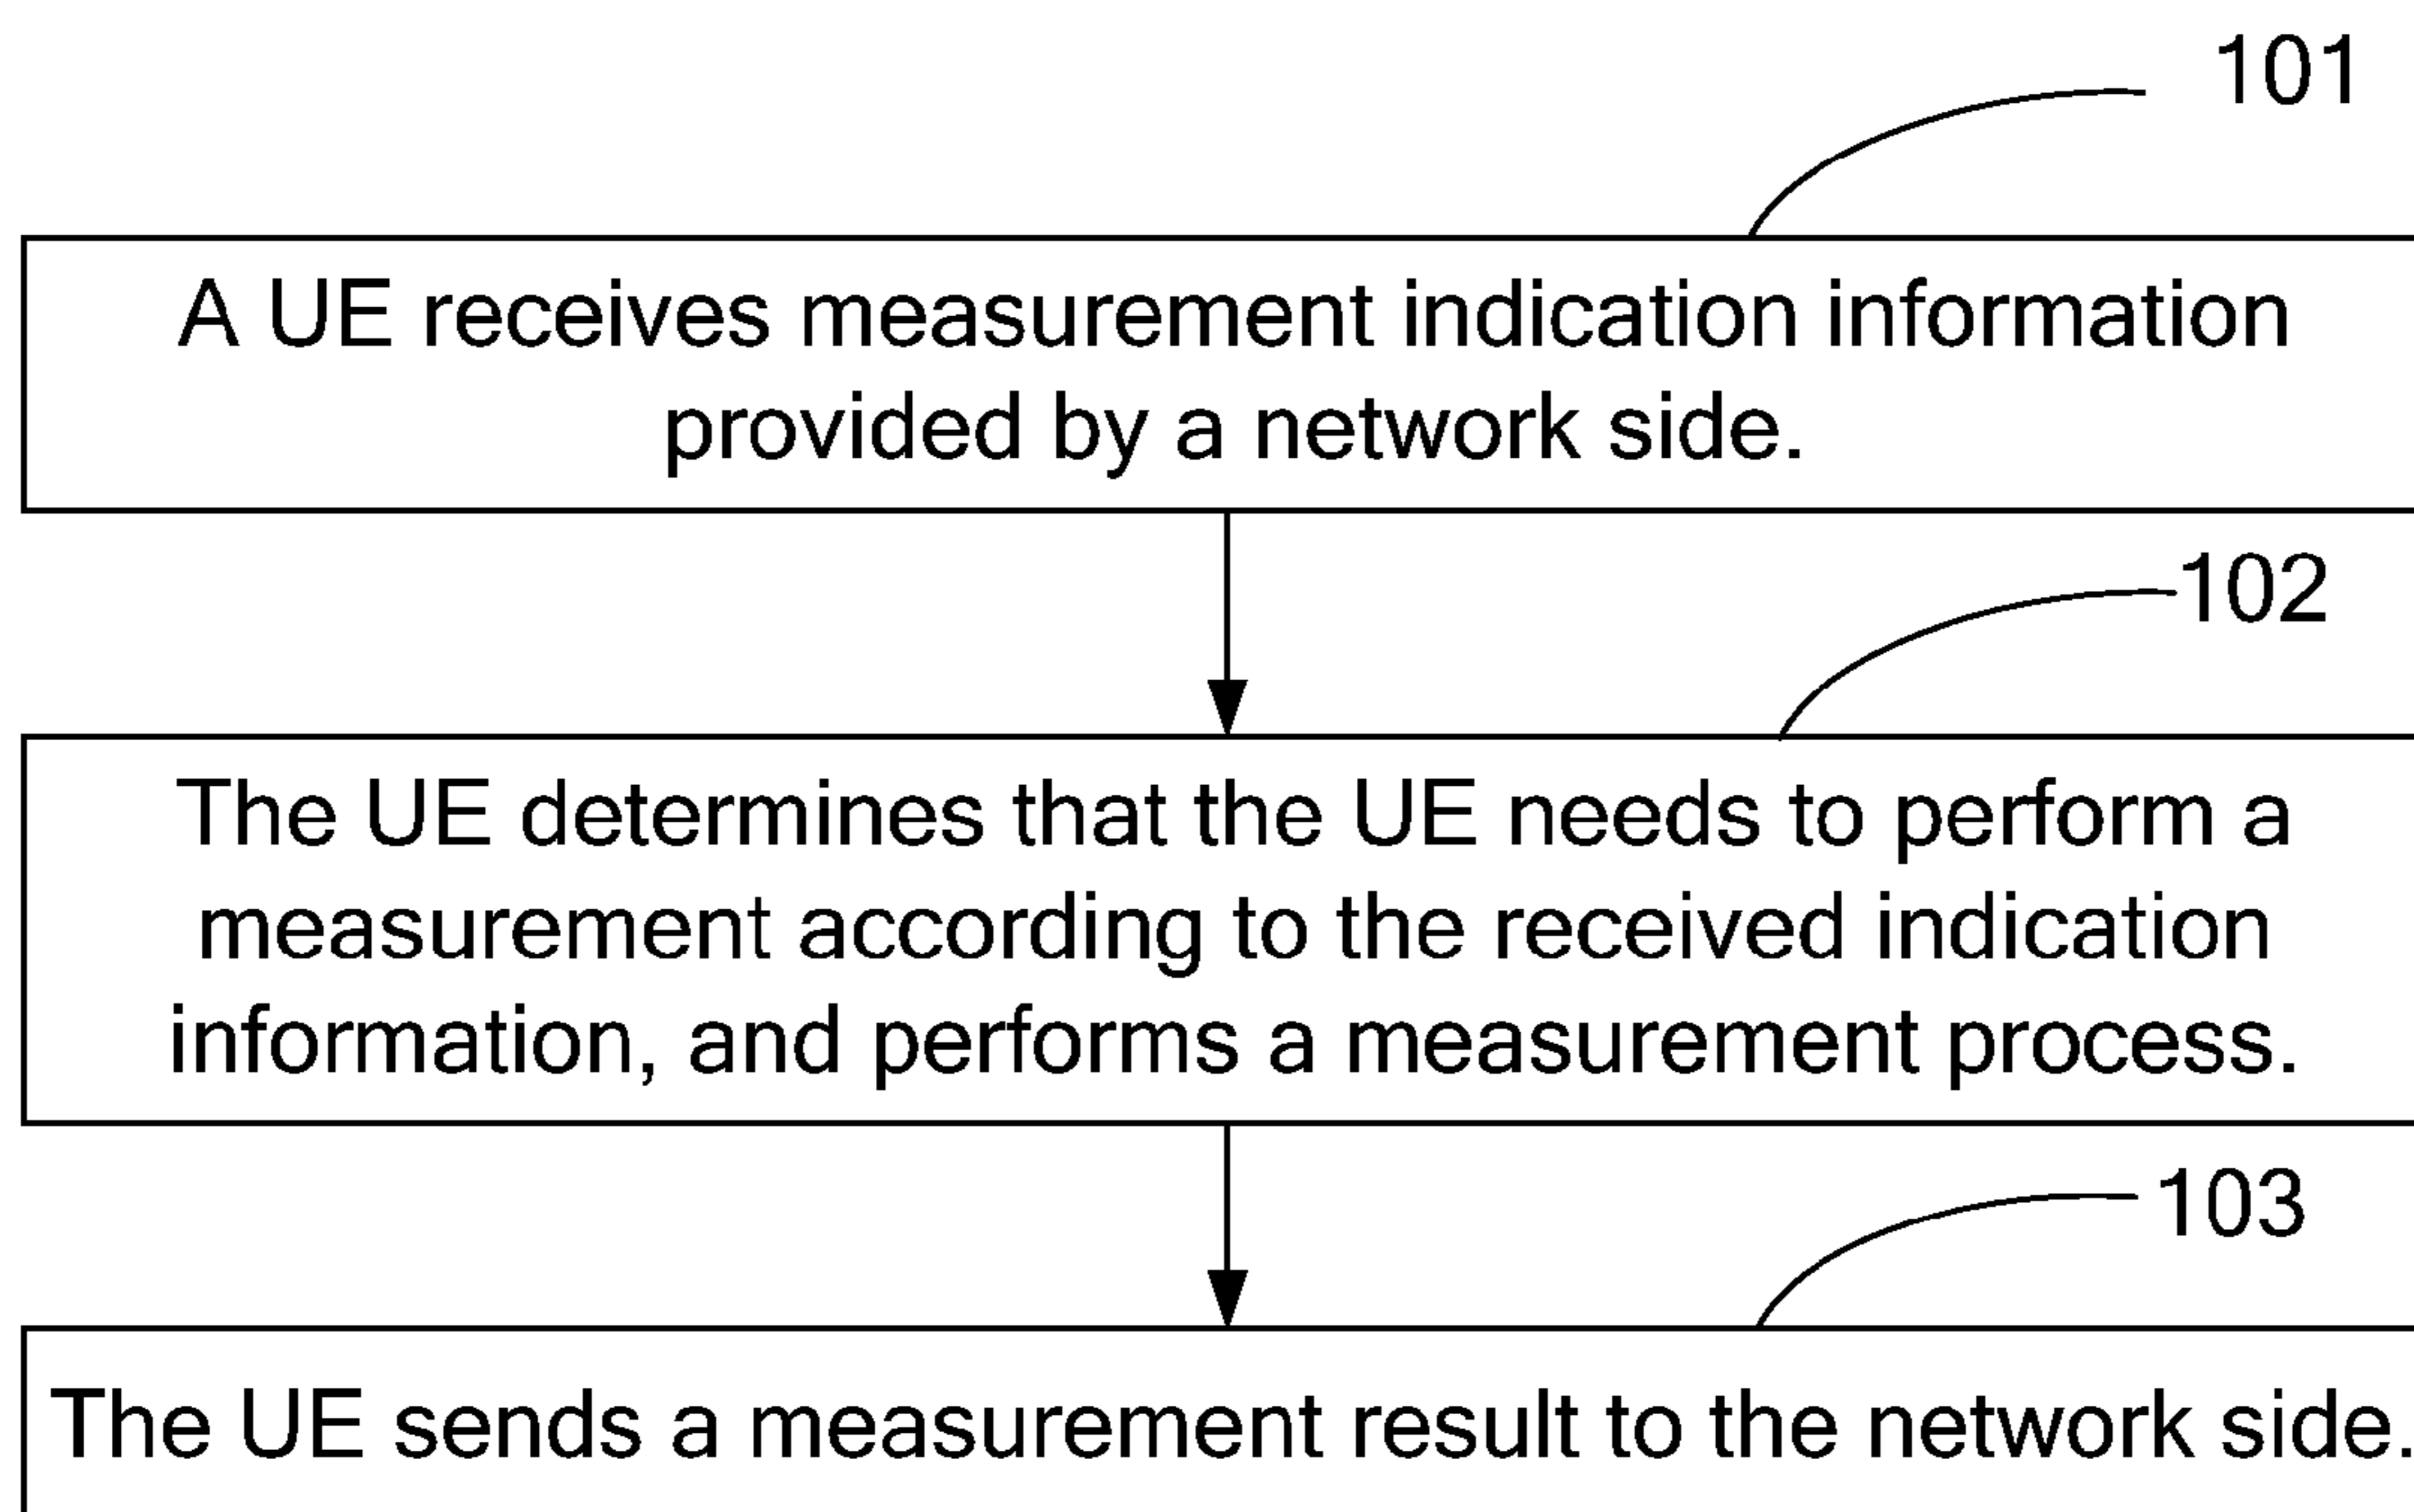 101
A UE receives measurement indication information
provided by a network side.
102
The UE determines that the UE needs to perform a
measurement according to the received indication
information, and performs a measurement process.
103
The UE sends a measurement result to the network side.